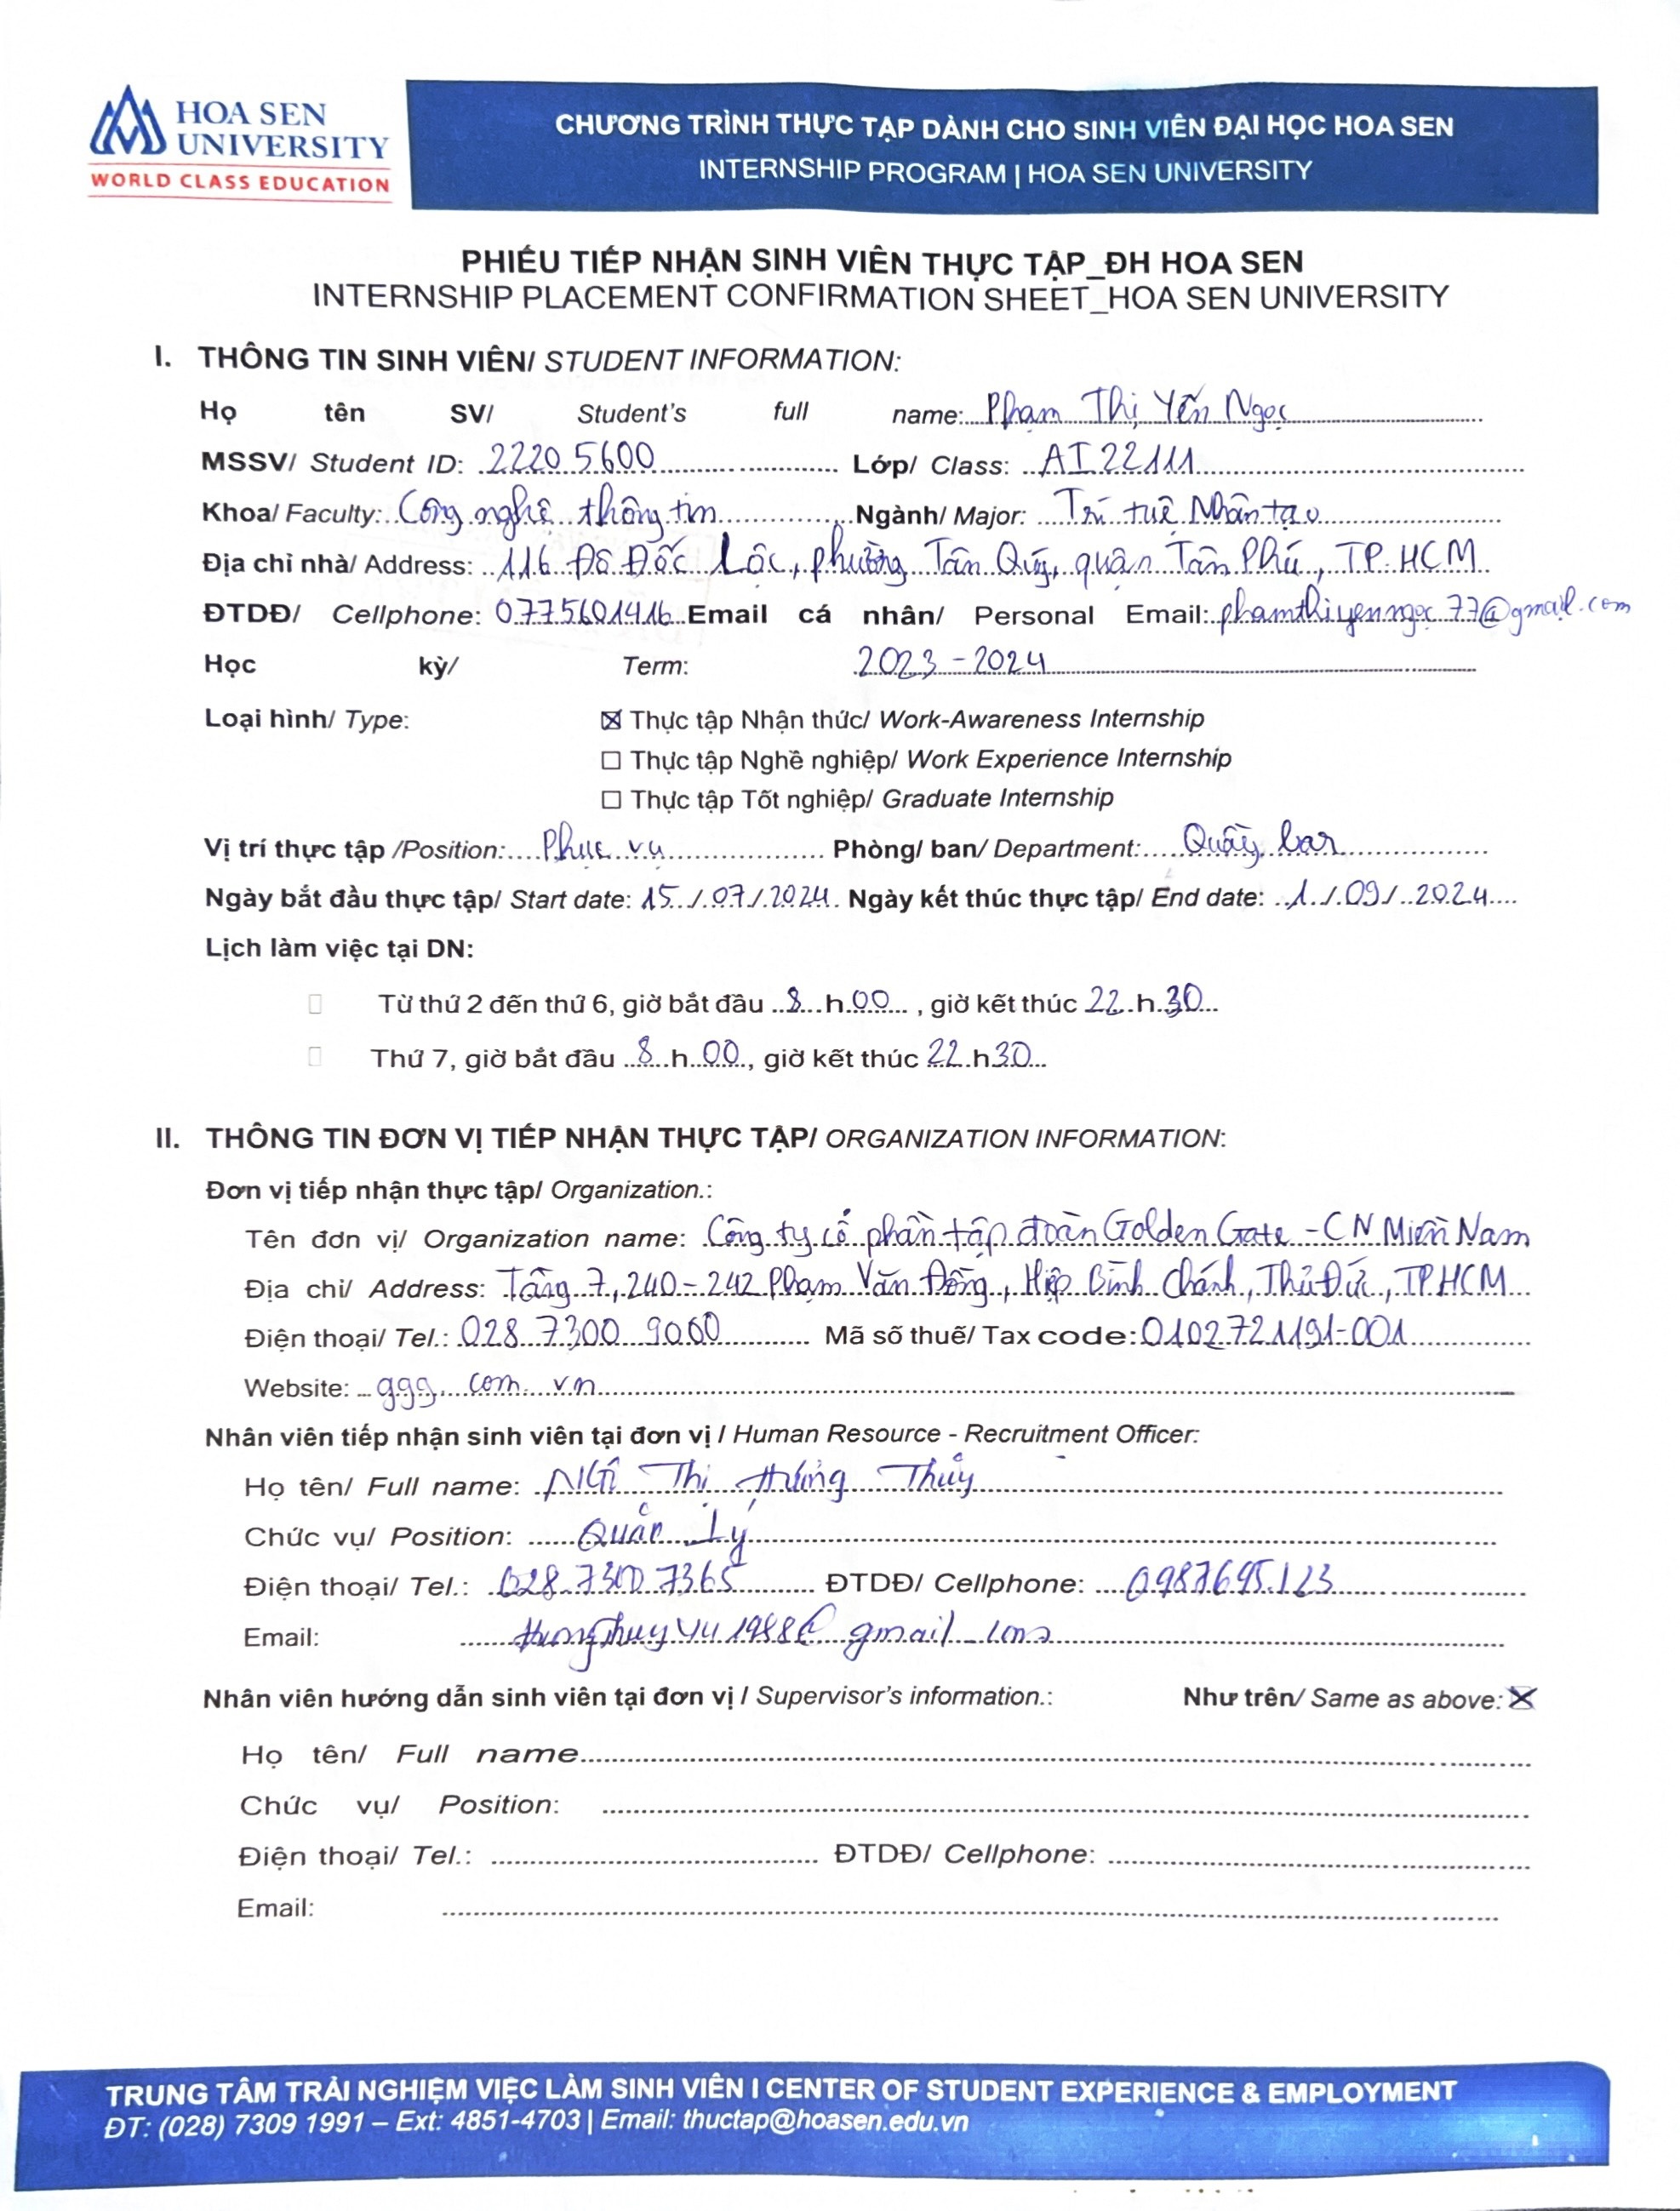 HOA SEN
UNIVERSITY
WORLD CLASS EDUCATION
CHƯƠNG TRÌNH THỰC TẬP DÀNH CHO SINH VIÊN ĐẠI HỌC HOA SEN
INTERNSHIP PROGRAM | HOA SEN UNIVERSITY
PHIẾU TIẾP NHẬN SINH VIÊN THỰC TẬP_ĐH HOA SEN
INTERNSHIP PLACEMENT CONFIRMATION SHEET_HOA SEN UNIVERSITY
I. THÔNG TIN SINH VIÊN/ STUDENT INFORMATION:
Họ tên SV/ Student's full name: Phạm Thị Yến Ngọc
MSSV/ Student ID: 22205600 Lớp/ Class: AI22111
Khoa/ Faculty: Công nghệ thông tin Ngành/ Major: Trí tuệ Nhân tạo
Địa chỉ nhà/ Address: 116 Đô Đốc Lộc, phường Tân Quý, quận Tân Phú, TP.HCM
ĐTDĐ/ Cellphone: 0775601416 Email cá nhân/ Personal Email: phamthiyenngoc77@gmail.com
Học kỳ/ Term: 2023 - 2024
Loại hình/ Type: ☒ Thực tập Nhận thức/ Work-Awareness Internship
☐ Thực tập Nghề nghiệp/ Work Experience Internship
☐ Thực tập Tốt nghiệp/ Graduate Internship
Vị trí thực tập /Position: Phục vụ Phòng/ ban/ Department: Quầy bar
Ngày bắt đầu thực tập/ Start date: 15/07/2024 Ngày kết thúc thực tập/ End date: 1/09/2024
Lịch làm việc tại DN:
Từ thứ 2 đến thứ 6, giờ bắt đầu 8 h 00, giờ kết thúc 22 h 30
Thứ 7, giờ bắt đầu 8 h 00, giờ kết thúc 22 h 30
II. THÔNG TIN ĐƠN VỊ TIẾP NHẬN THỰC TẬP/ ORGANIZATION INFORMATION:
Đơn vị tiếp nhận thực tập/ Organization.:
Tên đơn vị/ Organization name: Công ty cổ phần tập đoàn Golden Gate - CN Miền Nam
Địa chỉ/ Address: Tầng 7, 240-242 Phạm Văn Đồng, Hiệp Bình Chánh, Thủ Đức, TPHCM
Điện thoại/ Tel.: 028 7300 9060 Mã số thuế/ Tax code: 0102721191-001
Website: ggg.com.vn
Nhân viên tiếp nhận sinh viên tại đơn vị / Human Resource - Recruitment Officer:
Họ tên/ Full name: Ngô Thị Hương Thủy
Chức vụ/ Position: Quản Lý
Điện thoại/ Tel.: 028.7300 7365 ĐTDĐ/ Cellphone: 0987695.123
Email:
Nhân viên hướng dẫn sinh viên tại đơn vị / Supervisor's information.: Như trên/ Same as above: ☒
Họ tên/ Full name
Chức vụ/ Position:
Điện thoại/ Tel.: ĐTDĐ/ Cellphone:
Email:
TRUNG TÂM TRẢI NGHIỆM VIỆC LÀM SINH VIÊN I CENTER OF STUDENT EXPERIENCE & EMPLOYMENT
ĐT: (028) 7309 1991 – Ext: 4851-4703 | Email: thuctap@hoasen.edu.vn